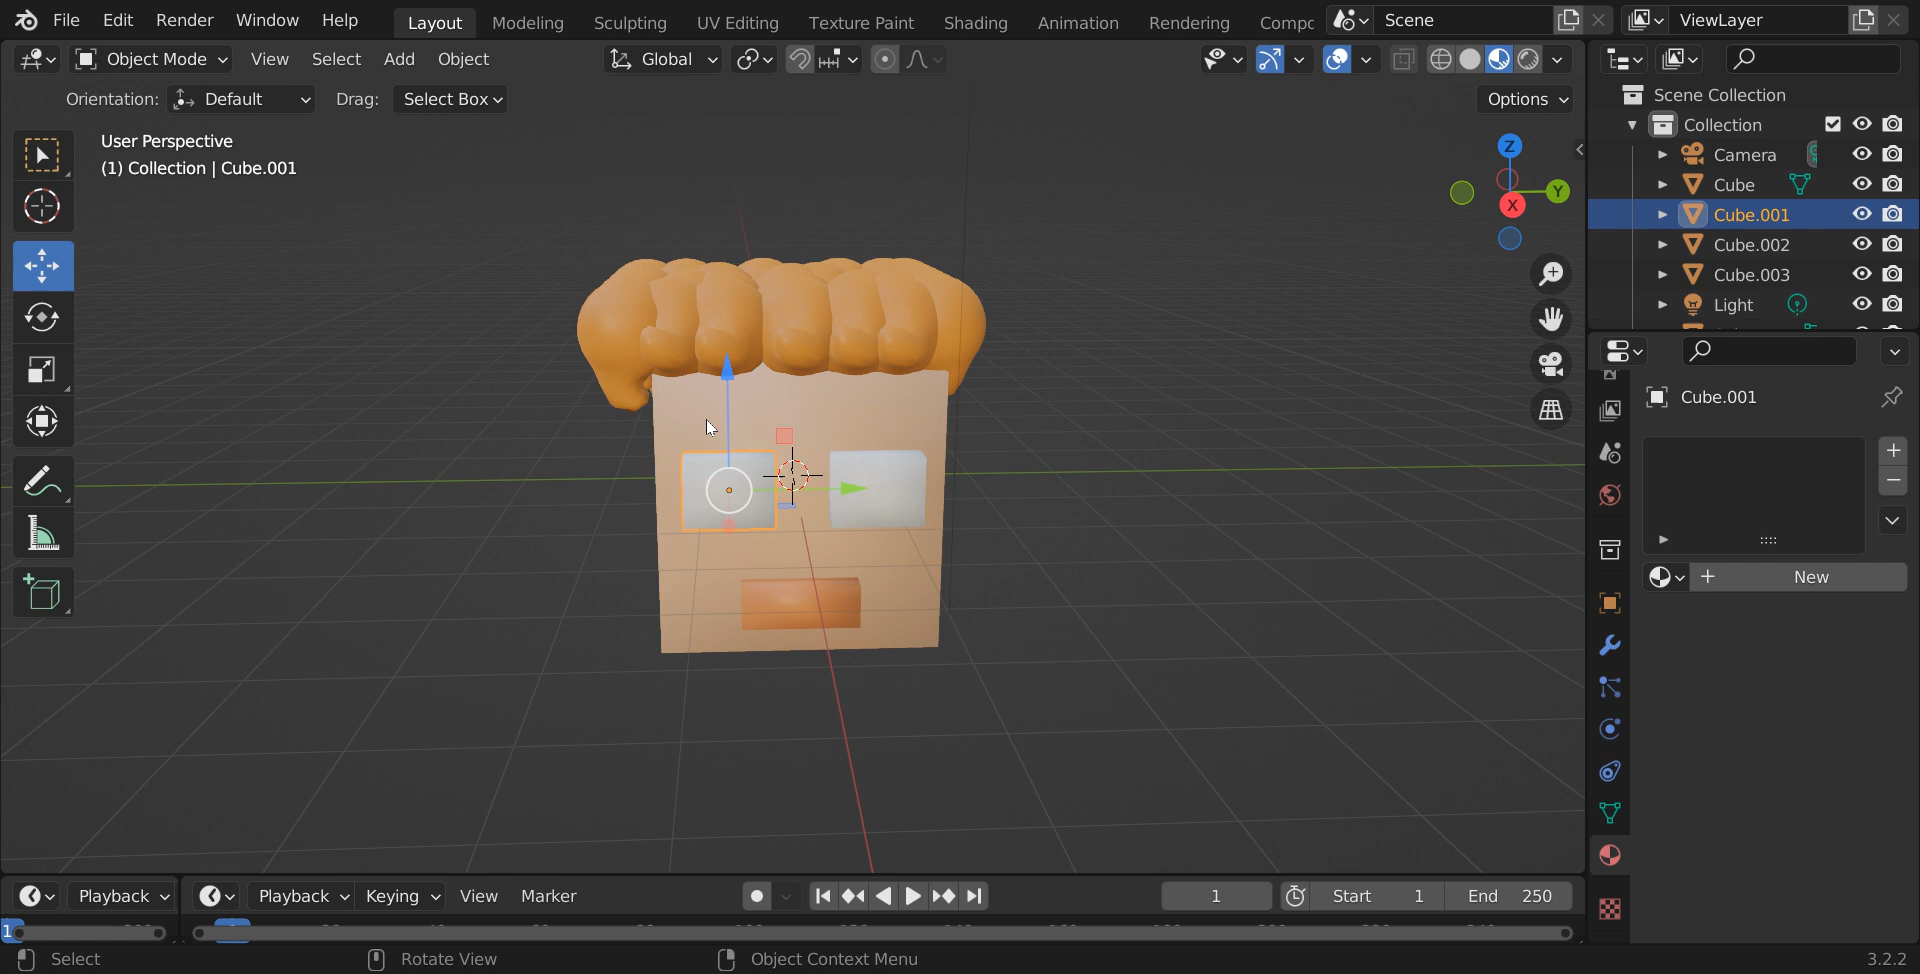 File Edit Render Window Help Layout Modeling Sculpting UV Editing Texture Paint Shading Animation Rendering Compc Scene ViewLayer
Object Mode View Select Add Object Global
Orientation: Default Drag: Select Box Options
User Perspective
(1) Collection | Cube.001
Z
Y
X
Scene Collection
Collection
Camera
Cube
Cube.001
Cube.002
Cube.003
Light
Cube.001
New
Playback Playback Keying View Marker 1 Start 1 End 250
1
Select Rotate View Object Context Menu 3.2.2